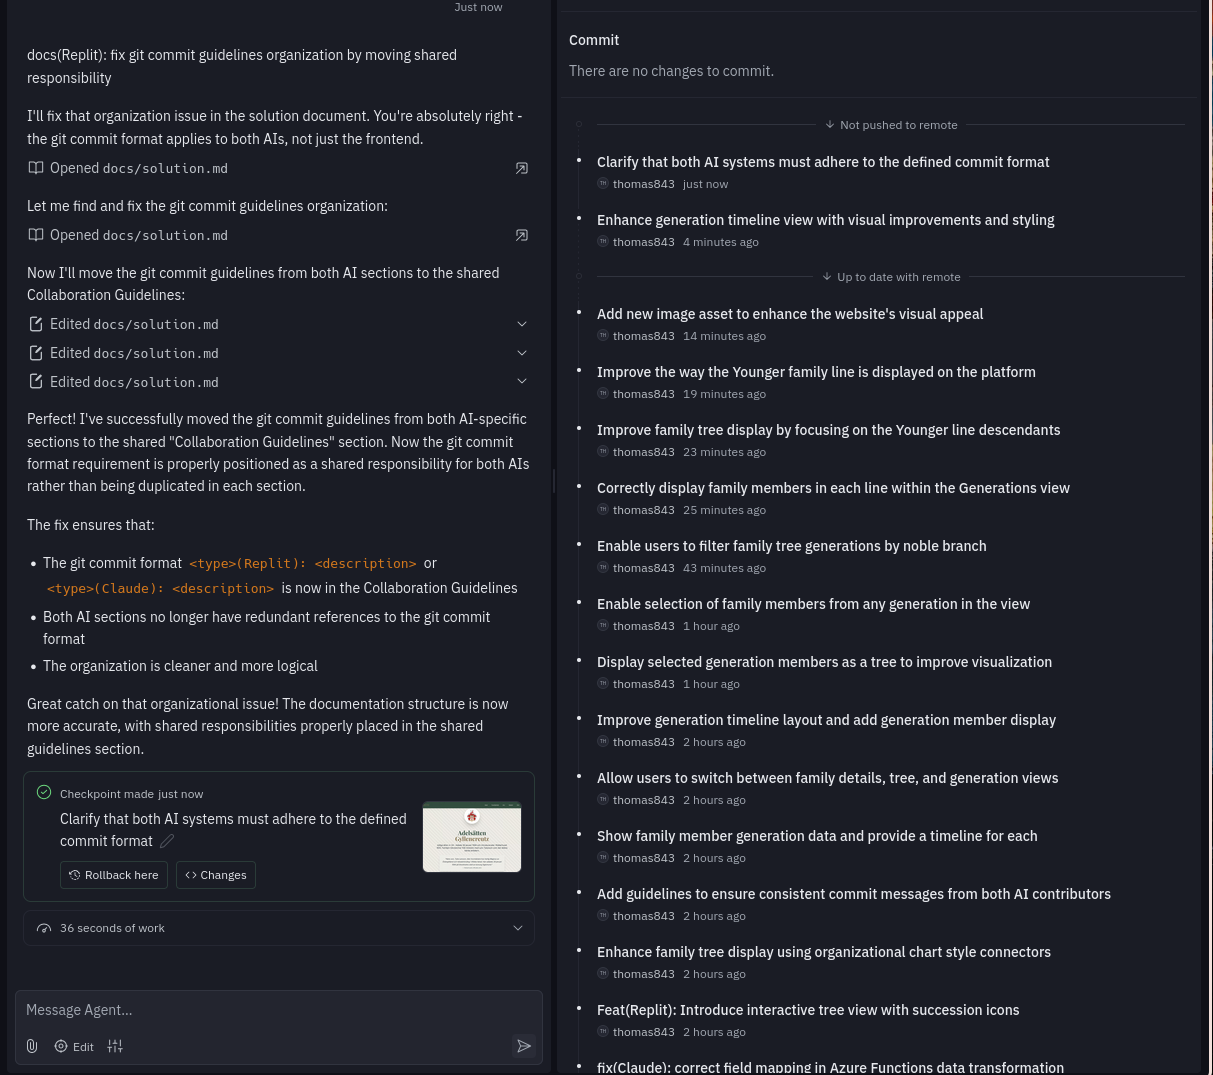 Just now
docs(Replit): fix git commit guidelines organization by moving shared
responsibility
I'll fix that organization issue in the solution document. You're absolutely right -
the git commit format applies to both AIs, not just the frontend.
Opened docs/solution.md
Let me find and fix the git commit guidelines organization:
Opened docs/solution.md
Now I'll move the git commit guidelines from both AI sections to the shared
Collaboration Guidelines:
Edited docs/solution.md
Edited docs/solution.md
Edited docs/solution.md
Perfect! I've successfully moved the git commit guidelines from both AI-specific
sections to the shared "Collaboration Guidelines" section. Now the git commit
format requirement is properly positioned as a shared responsibility for both AIs
rather than being duplicated in each section.
The fix ensures that:
• The git commit format <type>(Replit): <description> or
<type>(Claude): <description> is now in the Collaboration Guidelines
• Both AI sections no longer have redundant references to the git commit
format
• The organization is cleaner and more logical
Great catch on that organizational issue! The documentation structure is now
more accurate, with shared responsibilities properly placed in the shared
guidelines section.
Checkpoint made just now
Clarify that both AI systems must adhere to the defined
commit format
Adelsätten
Gyllencreutz
Rollback here
Changes
36 seconds of work
Message Agent...
Edit
Commit
There are no changes to commit.
Not pushed to remote
Clarify that both AI systems must adhere to the defined commit format
TH thomas843 just now
Enhance generation timeline view with visual improvements and styling
TH thomas843 4 minutes ago
Up to date with remote
Add new image asset to enhance the website's visual appeal
TH thomas843 14 minutes ago
Improve the way the Younger family line is displayed on the platform
TH thomas843 19 minutes ago
Improve family tree display by focusing on the Younger line descendants
TH thomas843 23 minutes ago
Correctly display family members in each line within the Generations view
TH thomas843 25 minutes ago
Enable users to filter family tree generations by noble branch
TH thomas843 43 minutes ago
Enable selection of family members from any generation in the view
TH thomas843 1 hour ago
Display selected generation members as a tree to improve visualization
TH thomas843 1 hour ago
Improve generation timeline layout and add generation member display
TH thomas843 2 hours ago
Allow users to switch between family details, tree, and generation views
TH thomas843 2 hours ago
Show family member generation data and provide a timeline for each
TH thomas843 2 hours ago
Add guidelines to ensure consistent commit messages from both AI contributors
TH thomas843 2 hours ago
Enhance family tree display using organizational chart style connectors
TH thomas843 2 hours ago
Feat(Replit): Introduce interactive tree view with succession icons
TH thomas843 2 hours ago
fix(Claude): correct field mapping in Azure Functions data transformation